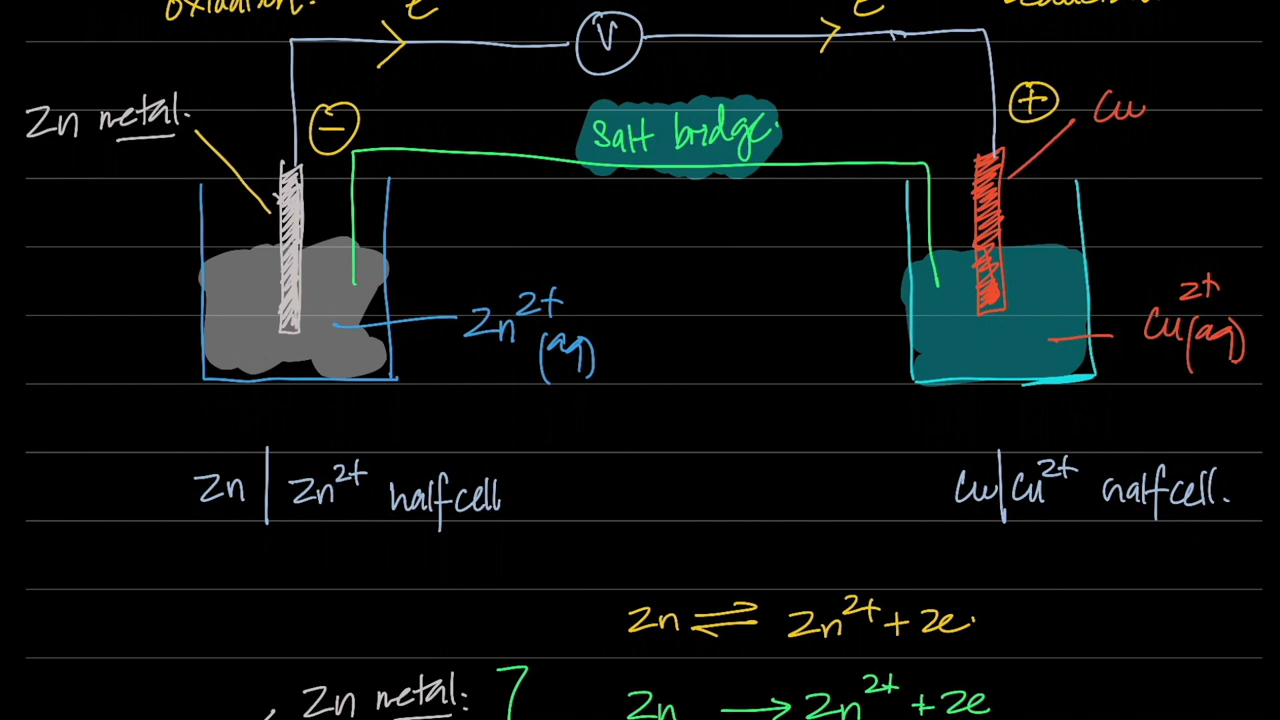 oxidation.
e
V
e
Zn metal.
−
+
Cu
Salt bridge.
Zn²⁺
(aq)
Cu²⁺(aq)
Zn | Zn²⁺ halfcell
Cu|Cu²⁺ halfcell.
Zn ⇌ Zn²⁺ + 2e.
Zn metal.
Zn → Zn²⁺ + 2e